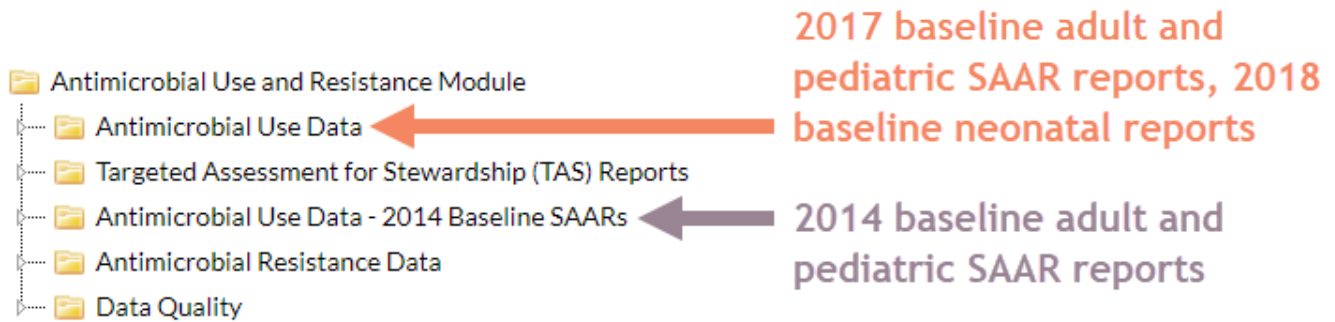 Antimicrobial Use and Resistance Module
Antimicrobial Use Data
Targeted Assessment for Stewardship (TAS) Reports
Antimicrobial Use Data - 2014 Baseline SAARs
Antimicrobial Resistance Data
Data Quality
2017 baseline adult and
pediatric SAAR reports, 2018
baseline neonatal reports
2014 baseline adult and
pediatric SAAR reports